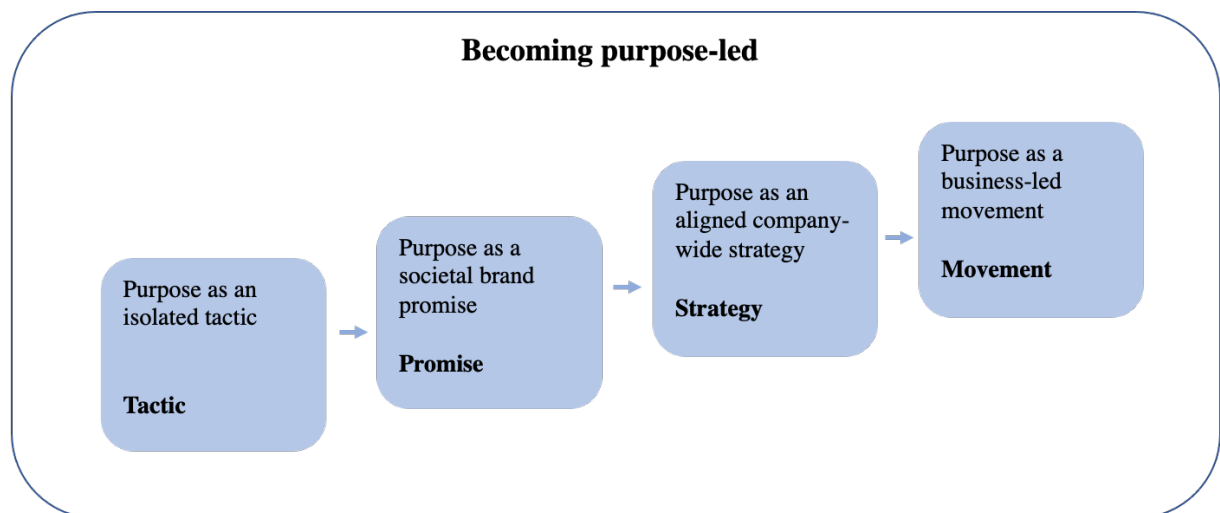 Becoming purpose-led
Purpose as an
isolated tactic
Tactic
Purpose as a
societal brand
promise
Promise
Purpose as an
aligned company-
wide strategy
Strategy
Purpose as a
business-led
movement
Movement